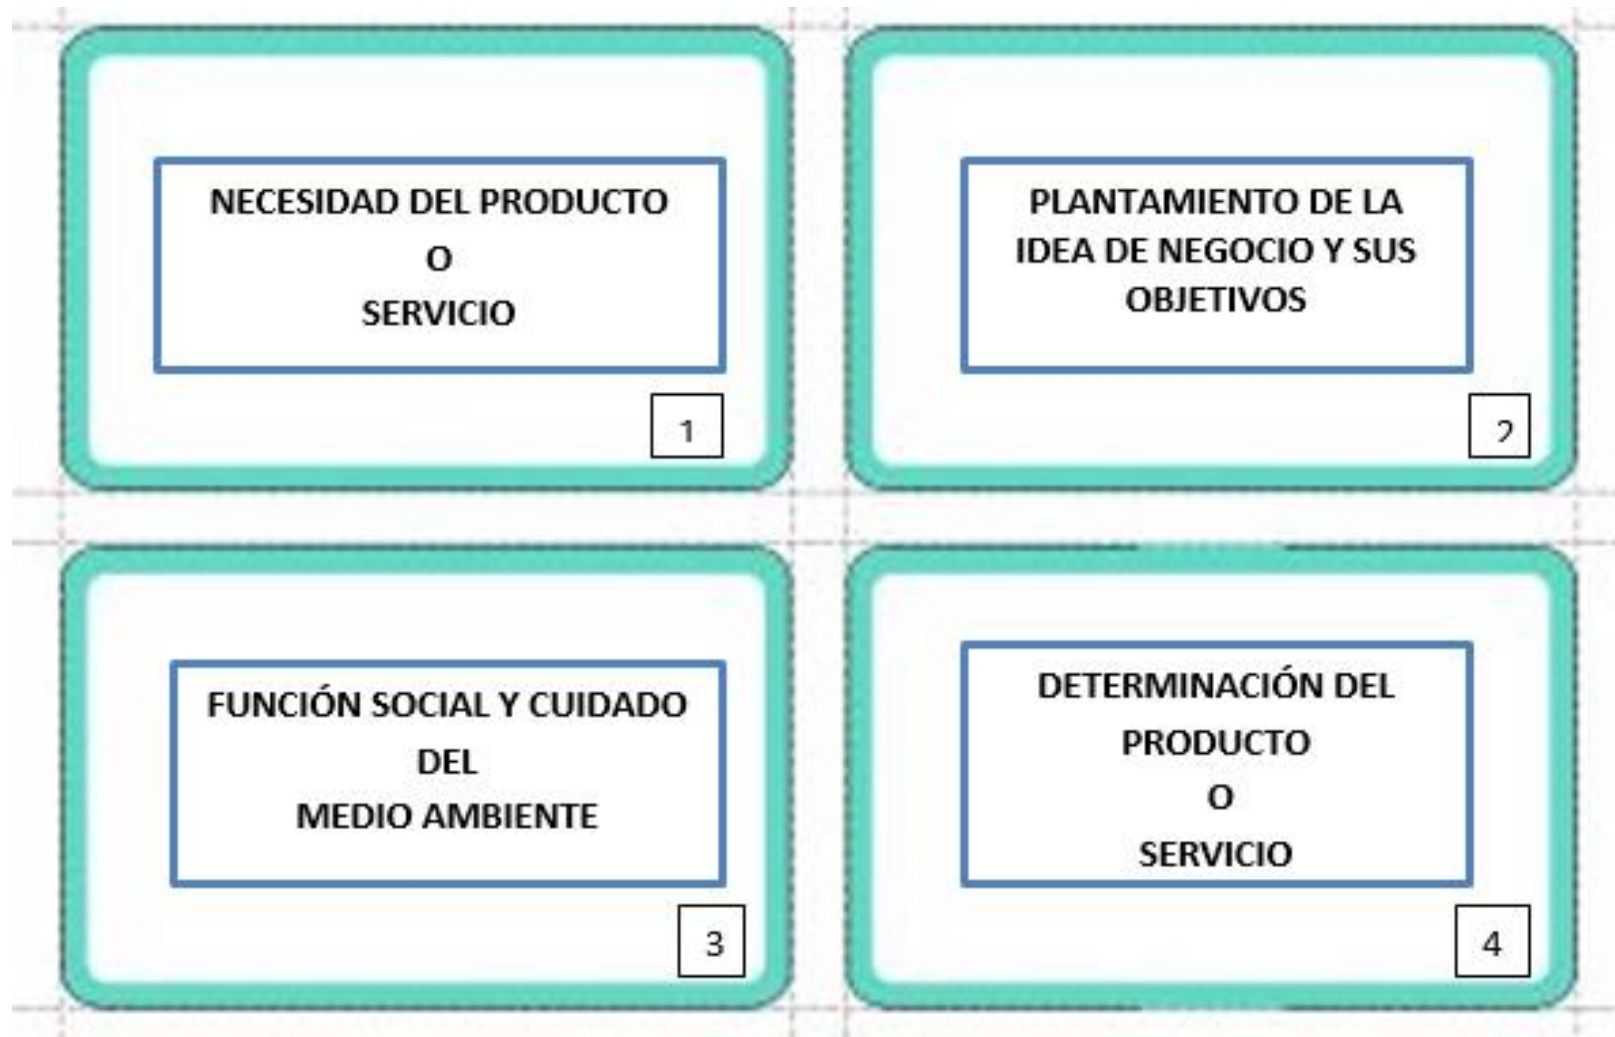 NECESIDAD DEL PRODUCTO
O
SERVICIO
1
PLANTAMIENTO DE LA
IDEA DE NEGOCIO Y SUS
OBJETIVOS
2
FUNCIÓN SOCIAL Y CUIDADO
DEL
MEDIO AMBIENTE
3
DETERMINACIÓN DEL
PRODUCTO
O
SERVICIO
4